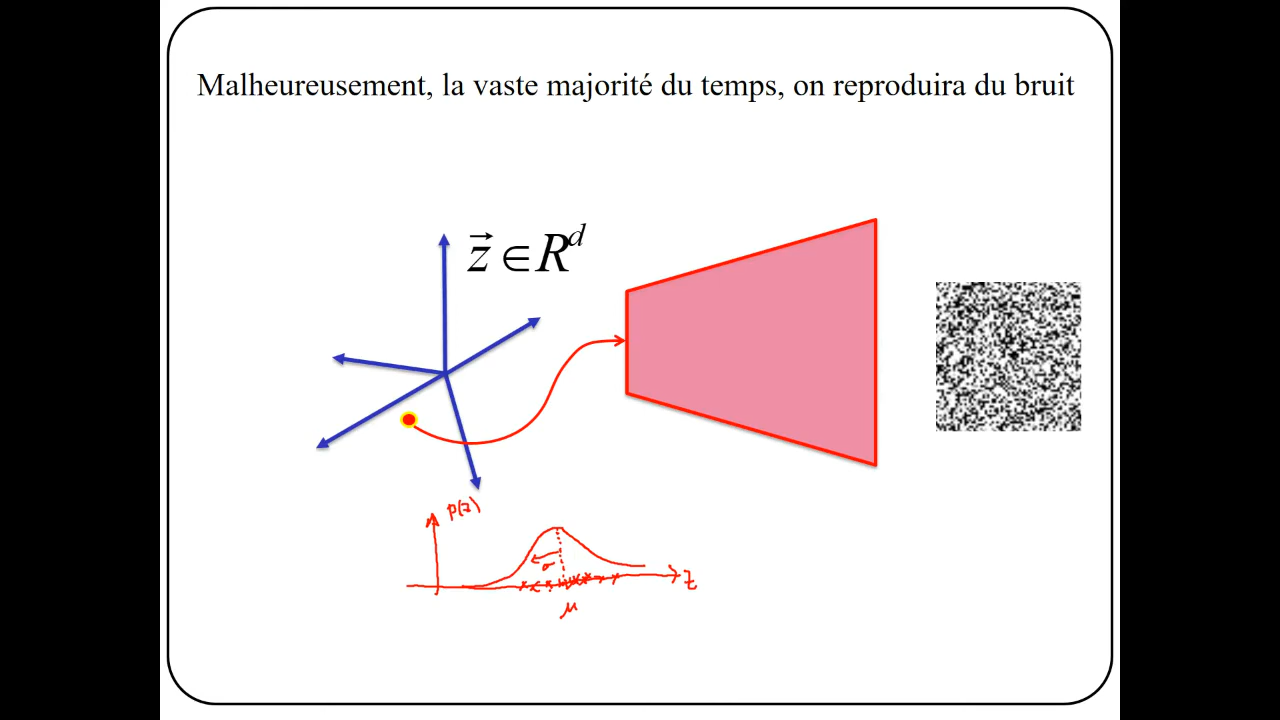 Malheureusement, la vaste majorité du temps, on reproduira du bruit
z⃗ ∈ R^d
p(z)
σ
z
μ